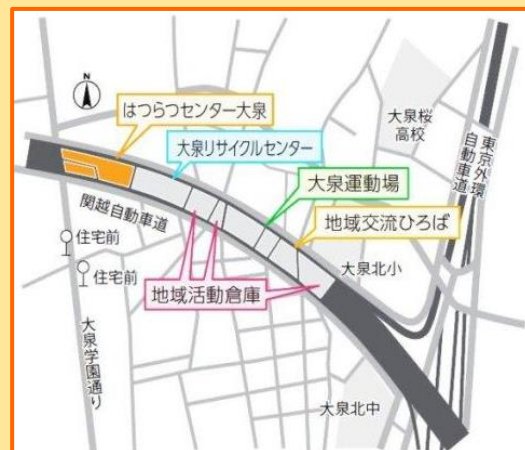 N
はつらつセンター大泉
大泉リサイクルセンター
大泉桜
高校
東京外環
自動車道
大泉運動場
関越自動車道
地域交流ひろば
住宅前
大泉北小
住宅前
地域活動倉庫
大泉学園通り
大泉北中